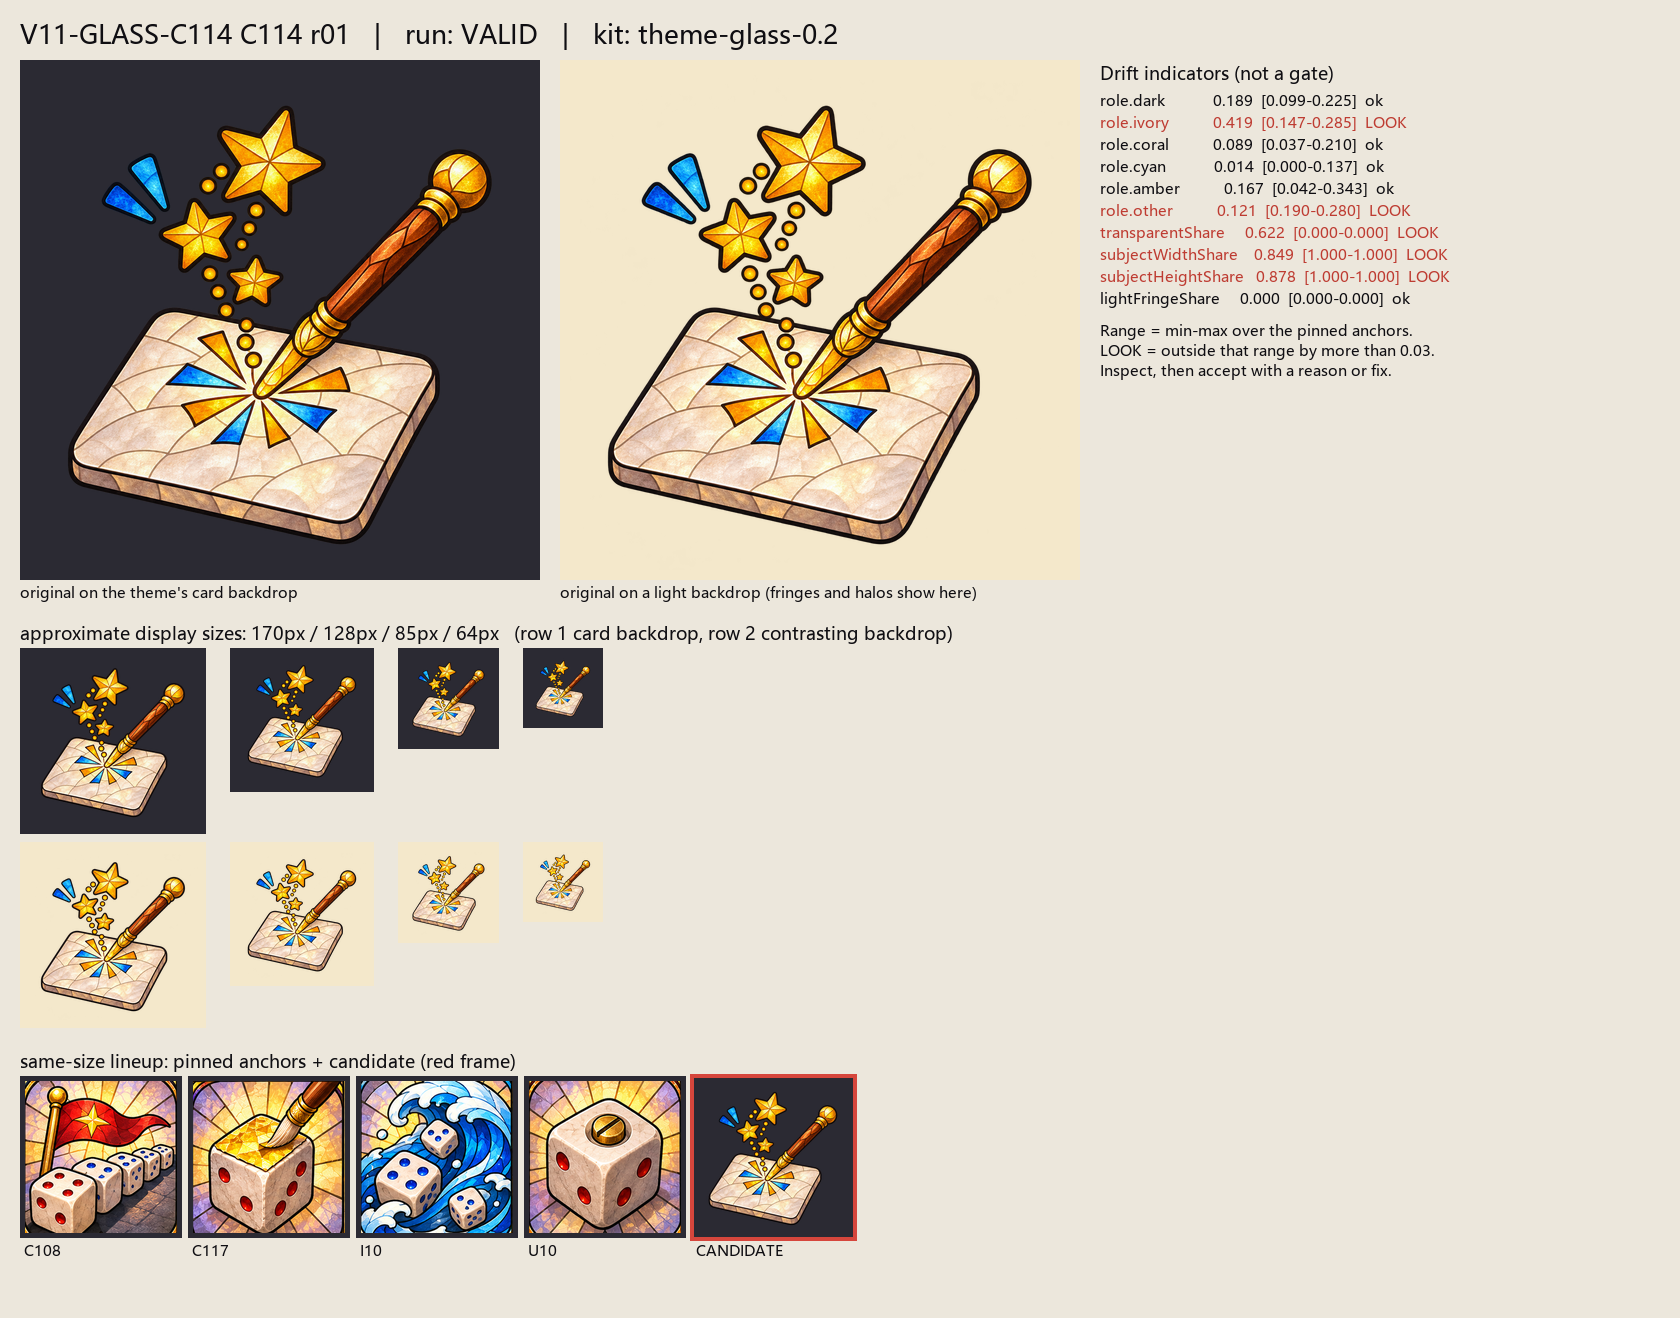 V11-GLASS-C114 C114 r01 | run: VALID | kit: theme-glass-0.2
Drift indicators (not a gate)
role.dark 0.189 [0.099-0.225] ok
role.ivory 0.419 [0.147-0.285] LOOK
role.coral 0.089 [0.037-0.210] ok
role.cyan 0.014 [0.000-0.137] ok
role.amber 0.167 [0.042-0.343] ok
role.other 0.121 [0.190-0.280] LOOK
transparentShare 0.622 [0.000-0.000] LOOK
subjectWidthShare 0.849 [1.000-1.000] LOOK
subjectHeightShare 0.878 [1.000-1.000] LOOK
lightFringeShare 0.000 [0.000-0.000] ok
Range = min-max over the pinned anchors.
LOOK = outside that range by more than 0.03.
Inspect, then accept with a reason or fix.
original on the theme's card backdrop
original on a light backdrop (fringes and halos show here)
approximate display sizes: 170px / 128px / 85px / 64px (row 1 card backdrop, row 2 contrasting backdrop)
same-size lineup: pinned anchors + candidate (red frame)
C108
C117
I10
U10
CANDIDATE